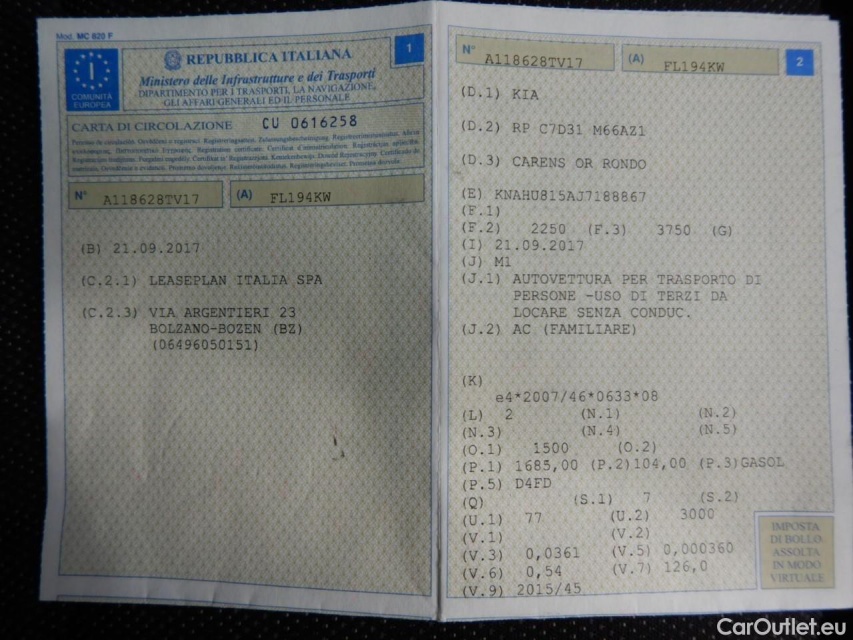 Mod. MC 820 F
REPUBBLICA ITALIANA
Ministero delle Infrastrutture e dei Trasporti
DIPARTIMENTO PER I TRASPORTI, LA NAVIGAZIONE,
GLI AFFARI GENERALI ED IL PERSONALE
1
I
COMUNITÀ
EUROPEA
CARTA DI CIRCOLAZIONE CU 0616258
N° A118628TV17 (A) FL194KW
(B) 21.09.2017
(C.2.1) LEASEPLAN ITALIA SPA
(C.2.3) VIA ARGENTIERI 23
BOLZANO-BOZEN (BZ)
(06496050151)
N° A118628TV17 (A) FL194KW
2
(D.1) KIA
(D.2) RP C7D31 M66AZ1
(D.3) CARENS OR RONDO
(E) KNAHU815AJ7188867
(F.1)
(F.2) 2250 (F.3) 3750 (G)
(I) 21.09.2017
(J) M1
(J.1) AUTOVETTURA PER TRASPORTO DI
PERSONE -USO DI TERZI DA
LOCARE SENZA CONDUC.
(J.2) AC (FAMILIARE)
(K)
e4*2007/46*0633*08
(L) 2 (N.1) (N.2)
(N.3) (N.4) (N.5)
(O.1) 1500 (O.2)
(P.1) 1685,00 (P.2)104,00 (P.3)GASOL
(P.5) D4FD
(Q) (S.1) 7 (S.2)
(U.1) 77 (U.2) 3000
(V.1) (V.2)
(V.3) 0,0361 (V.5) 0,000360
(V.6) 0,54 (V.7) 126,0
(V.9) 2015/45
IMPOSTA
DI BOLLO
ASSOLTA
IN MODO
VIRTUALE
CarOutlet.eu